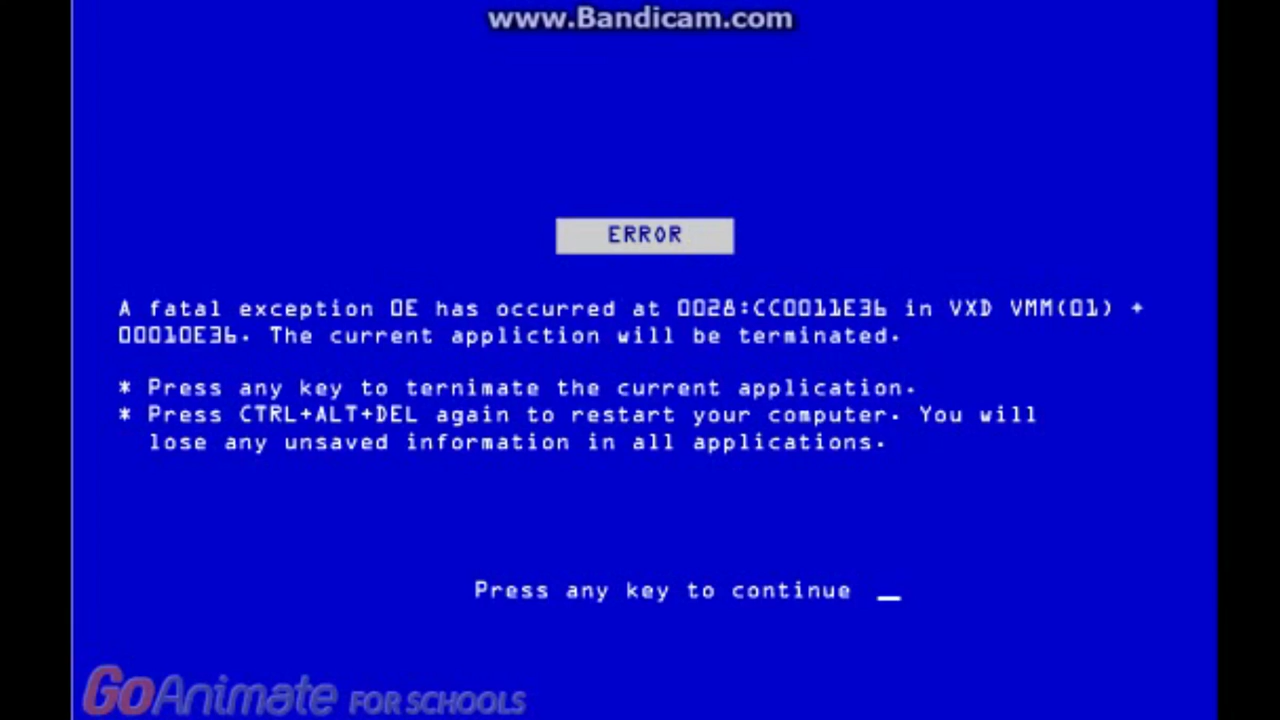 www.Bandicam.com
ERROR
A fatal exception OE has occurred at 0028:CC0011E36 in VXD VMM(01) +
00010E36. The current appliction will be terminated.
* Press any key to ternimate the current application.
* Press CTRL+ALT+DEL again to restart your computer. You will
lose any unsaved information in all applications.
Press any key to continue _
GoAnimate FOR SCHOOLS